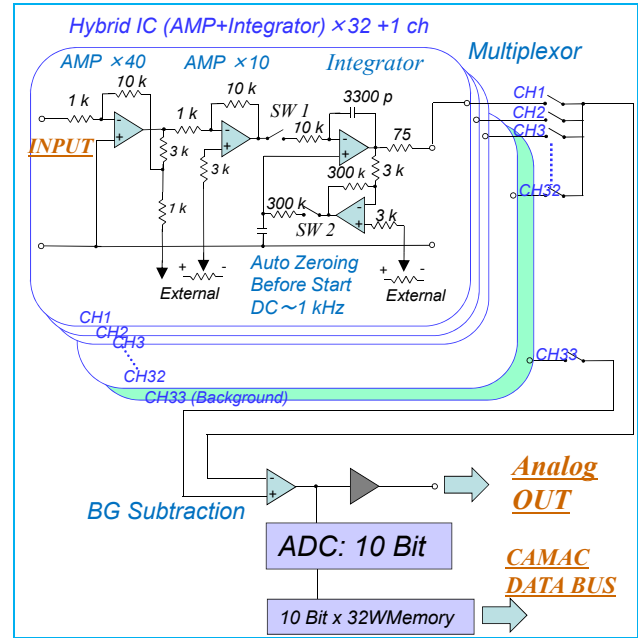 Hybrid IC (AMP+Integrator) ×32 +1 ch
AMP ×40
AMP ×10
Integrator
Multiplexor
10 k
10 k
3300 p
CH1
1 k
1 k
SW 1
10 k
75
CH2
CH3
INPUT
3 k
3 k
300 k
3 k
300 k
SW 2
3 k
CH32
1 k
+
-
External
Auto Zeroing
Before Start
DC～1 kHz
+
-
External
CH1
CH2
CH3
CH32
CH33 (Background)
CH33
-
+
BG Subtraction
Analog
OUT
ADC: 10 Bit
CAMAC
DATA BUS
10 Bit x 32WMemory